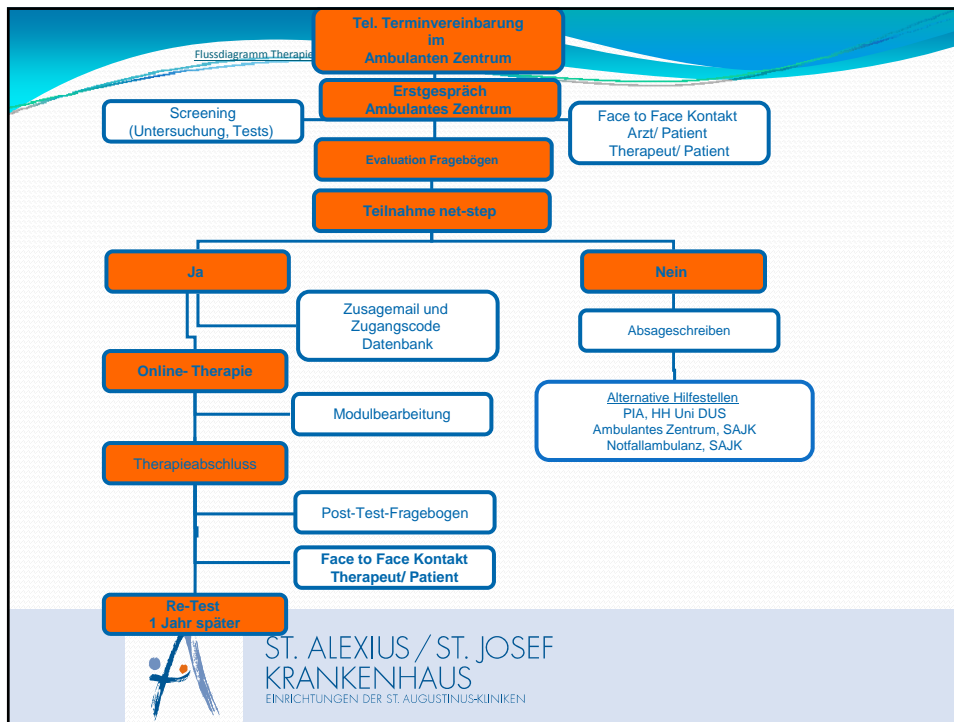 Flussdiagramm Therapie
Tel. Terminvereinbarung
im
Ambulanten Zentrum
Erstgespräch
Ambulantes Zentrum
Screening
(Untersuchung, Tests)
Face to Face Kontakt
Arzt/ Patient
Therapeut/ Patient
Evaluation Fragebögen
Teilnahme net-step
Ja
Nein
Zusagemail und
Zugangscode
Datenbank
Absageschreiben
Online- Therapie
Alternative Hilfestellen
PIA, HH Uni DUS
Ambulantes Zentrum, SAJK
Notfallambulanz, SAJK
Modulbearbeitung
Therapieabschluss
Post-Test-Fragebogen
Face to Face Kontakt
Therapeut/ Patient
Re-Test
1 Jahr später
ST. ALEXIUS / ST. JOSEF
KRANKENHAUS
EINRICHTUNGEN DER ST. AUGUSTINUS-KLINIKEN